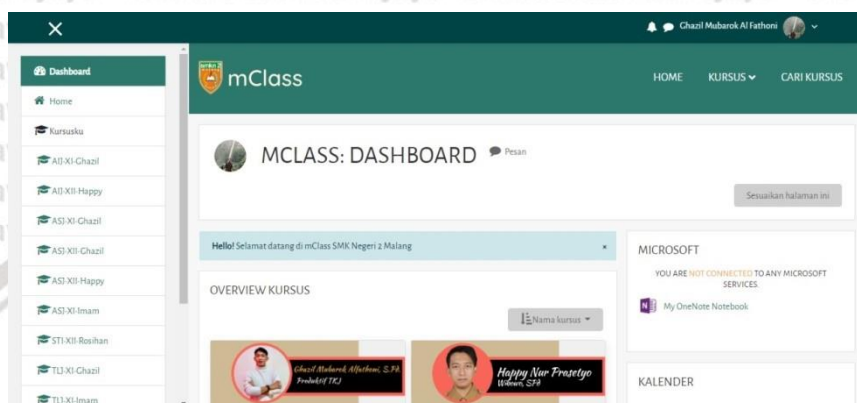 Ghazil Mubarok Al Fathoni
Dashboard
Home
Kursusku
AIJ-XI-Ghazil
AIJ-XII-Happy
ASJ-XI-Ghazil
ASJ-XII-Ghazil
ASJ-XII-Happy
ASJ-XI-Imam
STJ-XII-Rosihan
TLJ-XI-Ghazil
TLJ-XI-Imam
mClass
HOME KURSUS CARI KURSUS
MCLASS: DASHBOARD Pesan
Sesuaikan halaman ini
Hello! Selamat datang di mClass SMK Negeri 2 Malang ×
OVERVIEW KURSUS
Nama kursus
Ghazil Mubarok Alfathoni, S.Pd.
Produktif TKJ
Happy Nur Prasetyo
Wibowo, S.Pd
MICROSOFT
YOU ARE NOT CONNECTED TO ANY MICROSOFT
SERVICES.
My OneNote Notebook
KALENDER